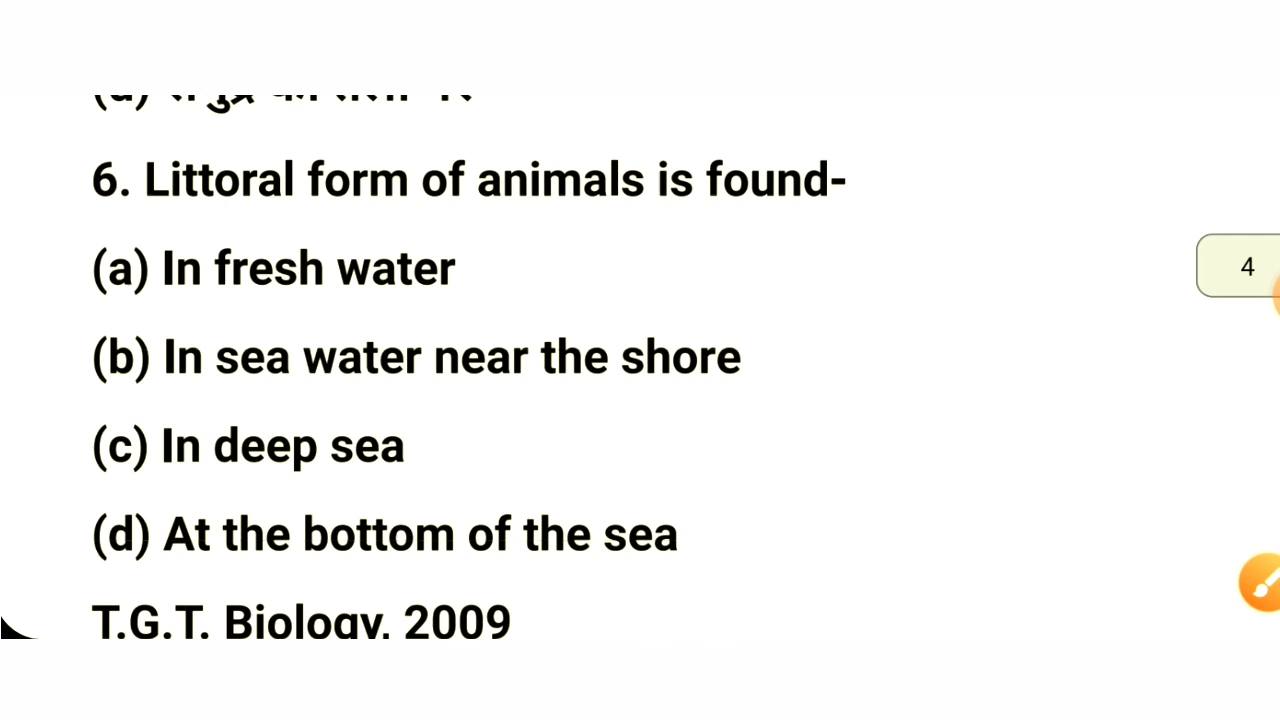 6. Littoral form of animals is found-
(a) In fresh water
4
(b) In sea water near the shore
(c) In deep sea
(d) At the bottom of the sea
T.G.T. Biology, 2009